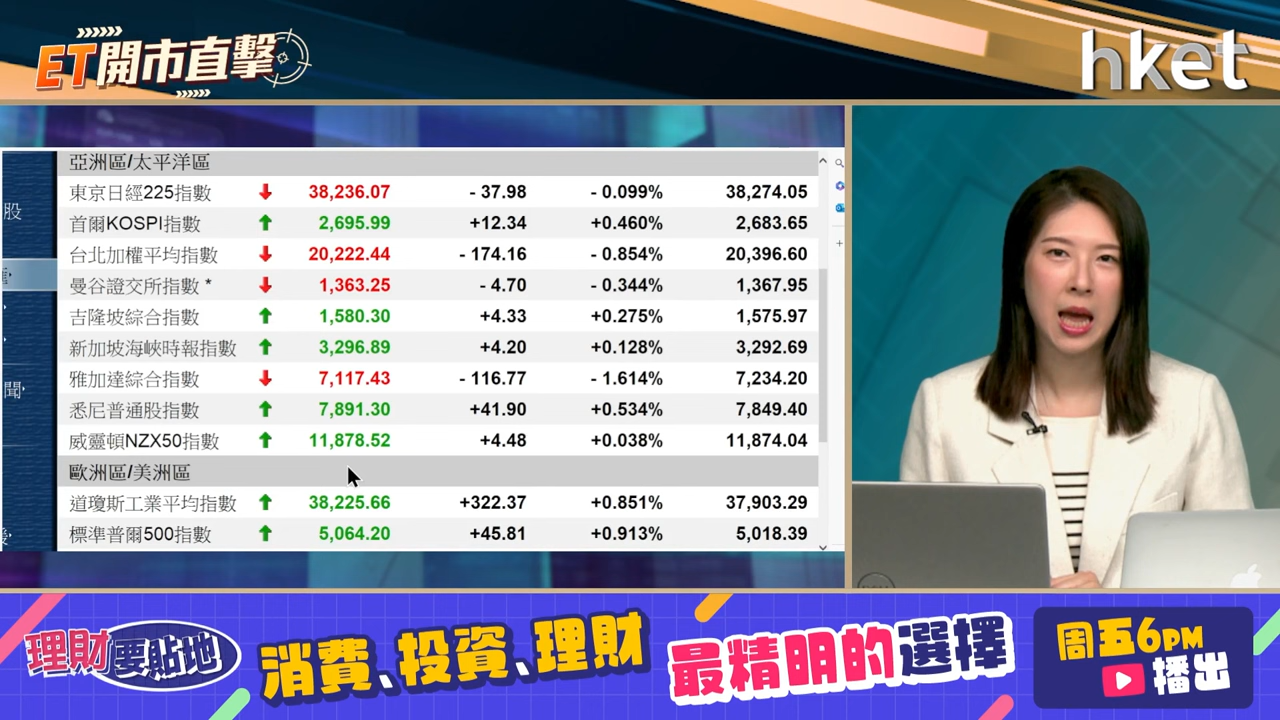 ET開市直擊
hket
亞洲區/太平洋區
東京日經225指數 38,236.07 - 37.98 - 0.099% 38,274.05
首爾KOSPI指數 2,695.99 +12.34 +0.460% 2,683.65
台北加權平均指數 20,222.44 - 174.16 - 0.854% 20,396.60
曼谷證交所指數 * 1,363.25 - 4.70 - 0.344% 1,367.95
吉隆坡綜合指數 1,580.30 +4.33 +0.275% 1,575.97
新加坡海峽時報指數 3,296.89 +4.20 +0.128% 3,292.69
雅加達綜合指數 7,117.43 - 116.77 - 1.614% 7,234.20
悉尼普通股指數 7,891.30 +41.90 +0.534% 7,849.40
威靈頓NZX50指數 11,878.52 +4.48 +0.038% 11,874.04
歐洲區/美洲區
道瓊斯工業平均指數 38,225.66 +322.37 +0.851% 37,903.29
標準普爾500指數 5,064.20 +45.81 +0.913% 5,018.39
股
聞
理財要貼地
消費、投資、理財
最精明的選擇
周五6PM
播出